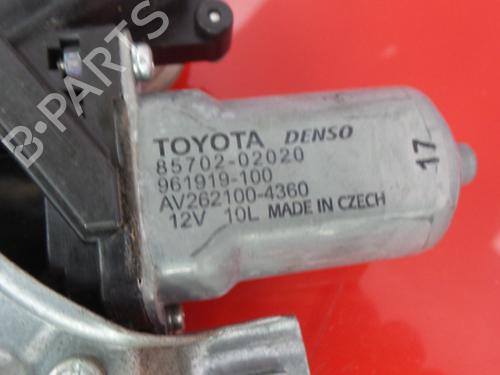 TOYOTA DENSO
85702-02020
961919-100
AV262100-4360
12V 10L MADE IN CZECH
17
B-PARTS